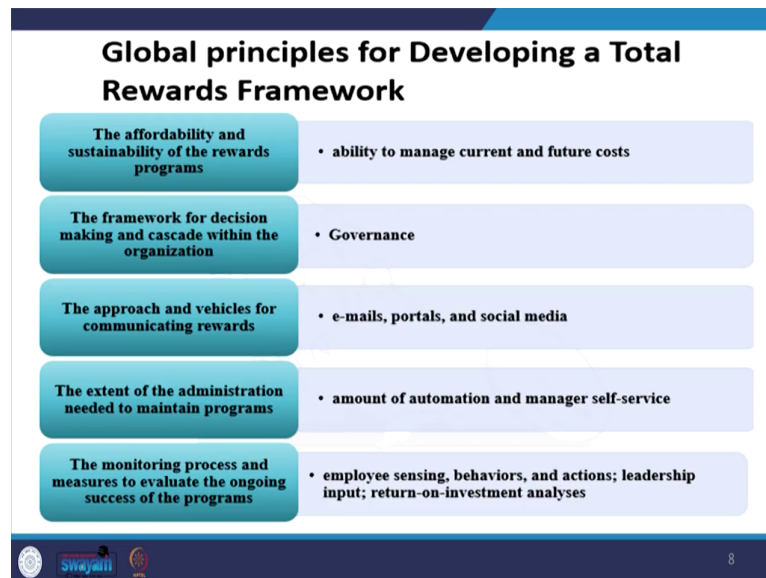 Global principles for Developing a Total
Rewards Framework
The affordability and
sustainability of the rewards
programs
• ability to manage current and future costs
The framework for decision
making and cascade within the
organization
• Governance
The approach and vehicles for
communicating rewards
• e-mails, portals, and social media
The extent of the administration
needed to maintain programs
• amount of automation and manager self-service
The monitoring process and
measures to evaluate the ongoing
success of the programs
• employee sensing, behaviors, and actions; leadership
input; return-on-investment analyses
swayam
8